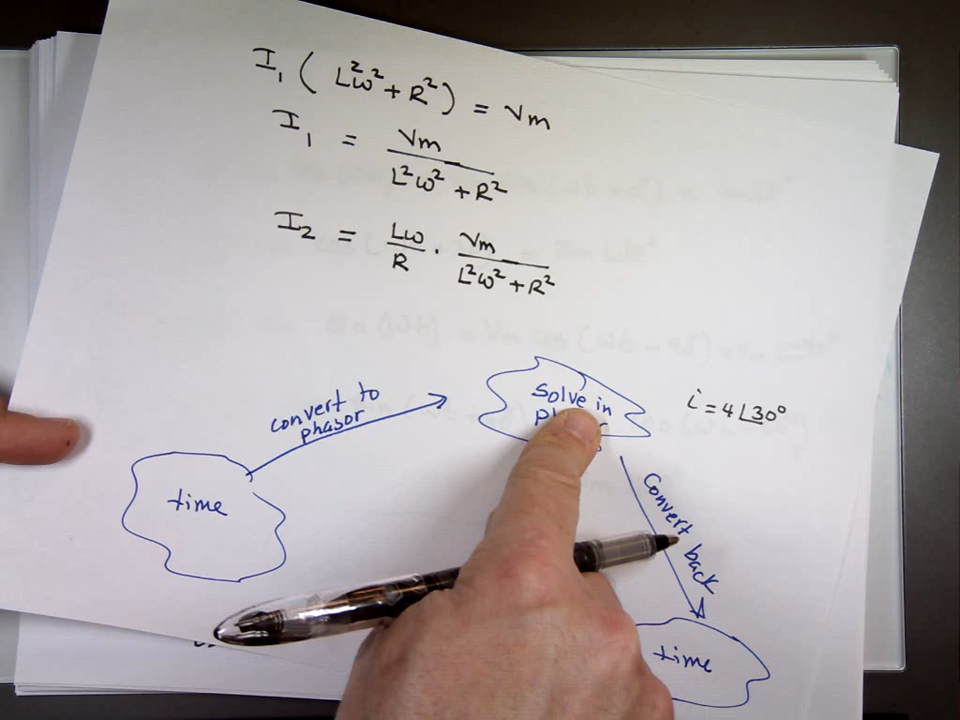 I₁ ( L²ω² + R² ) = Vm
I₁ = Vm / L²ω² + R²
I₂ = Lω / R · Vm / L²ω² + R²
convert to
phasor
solve in
i = 4∠30°
time
Convert back
time